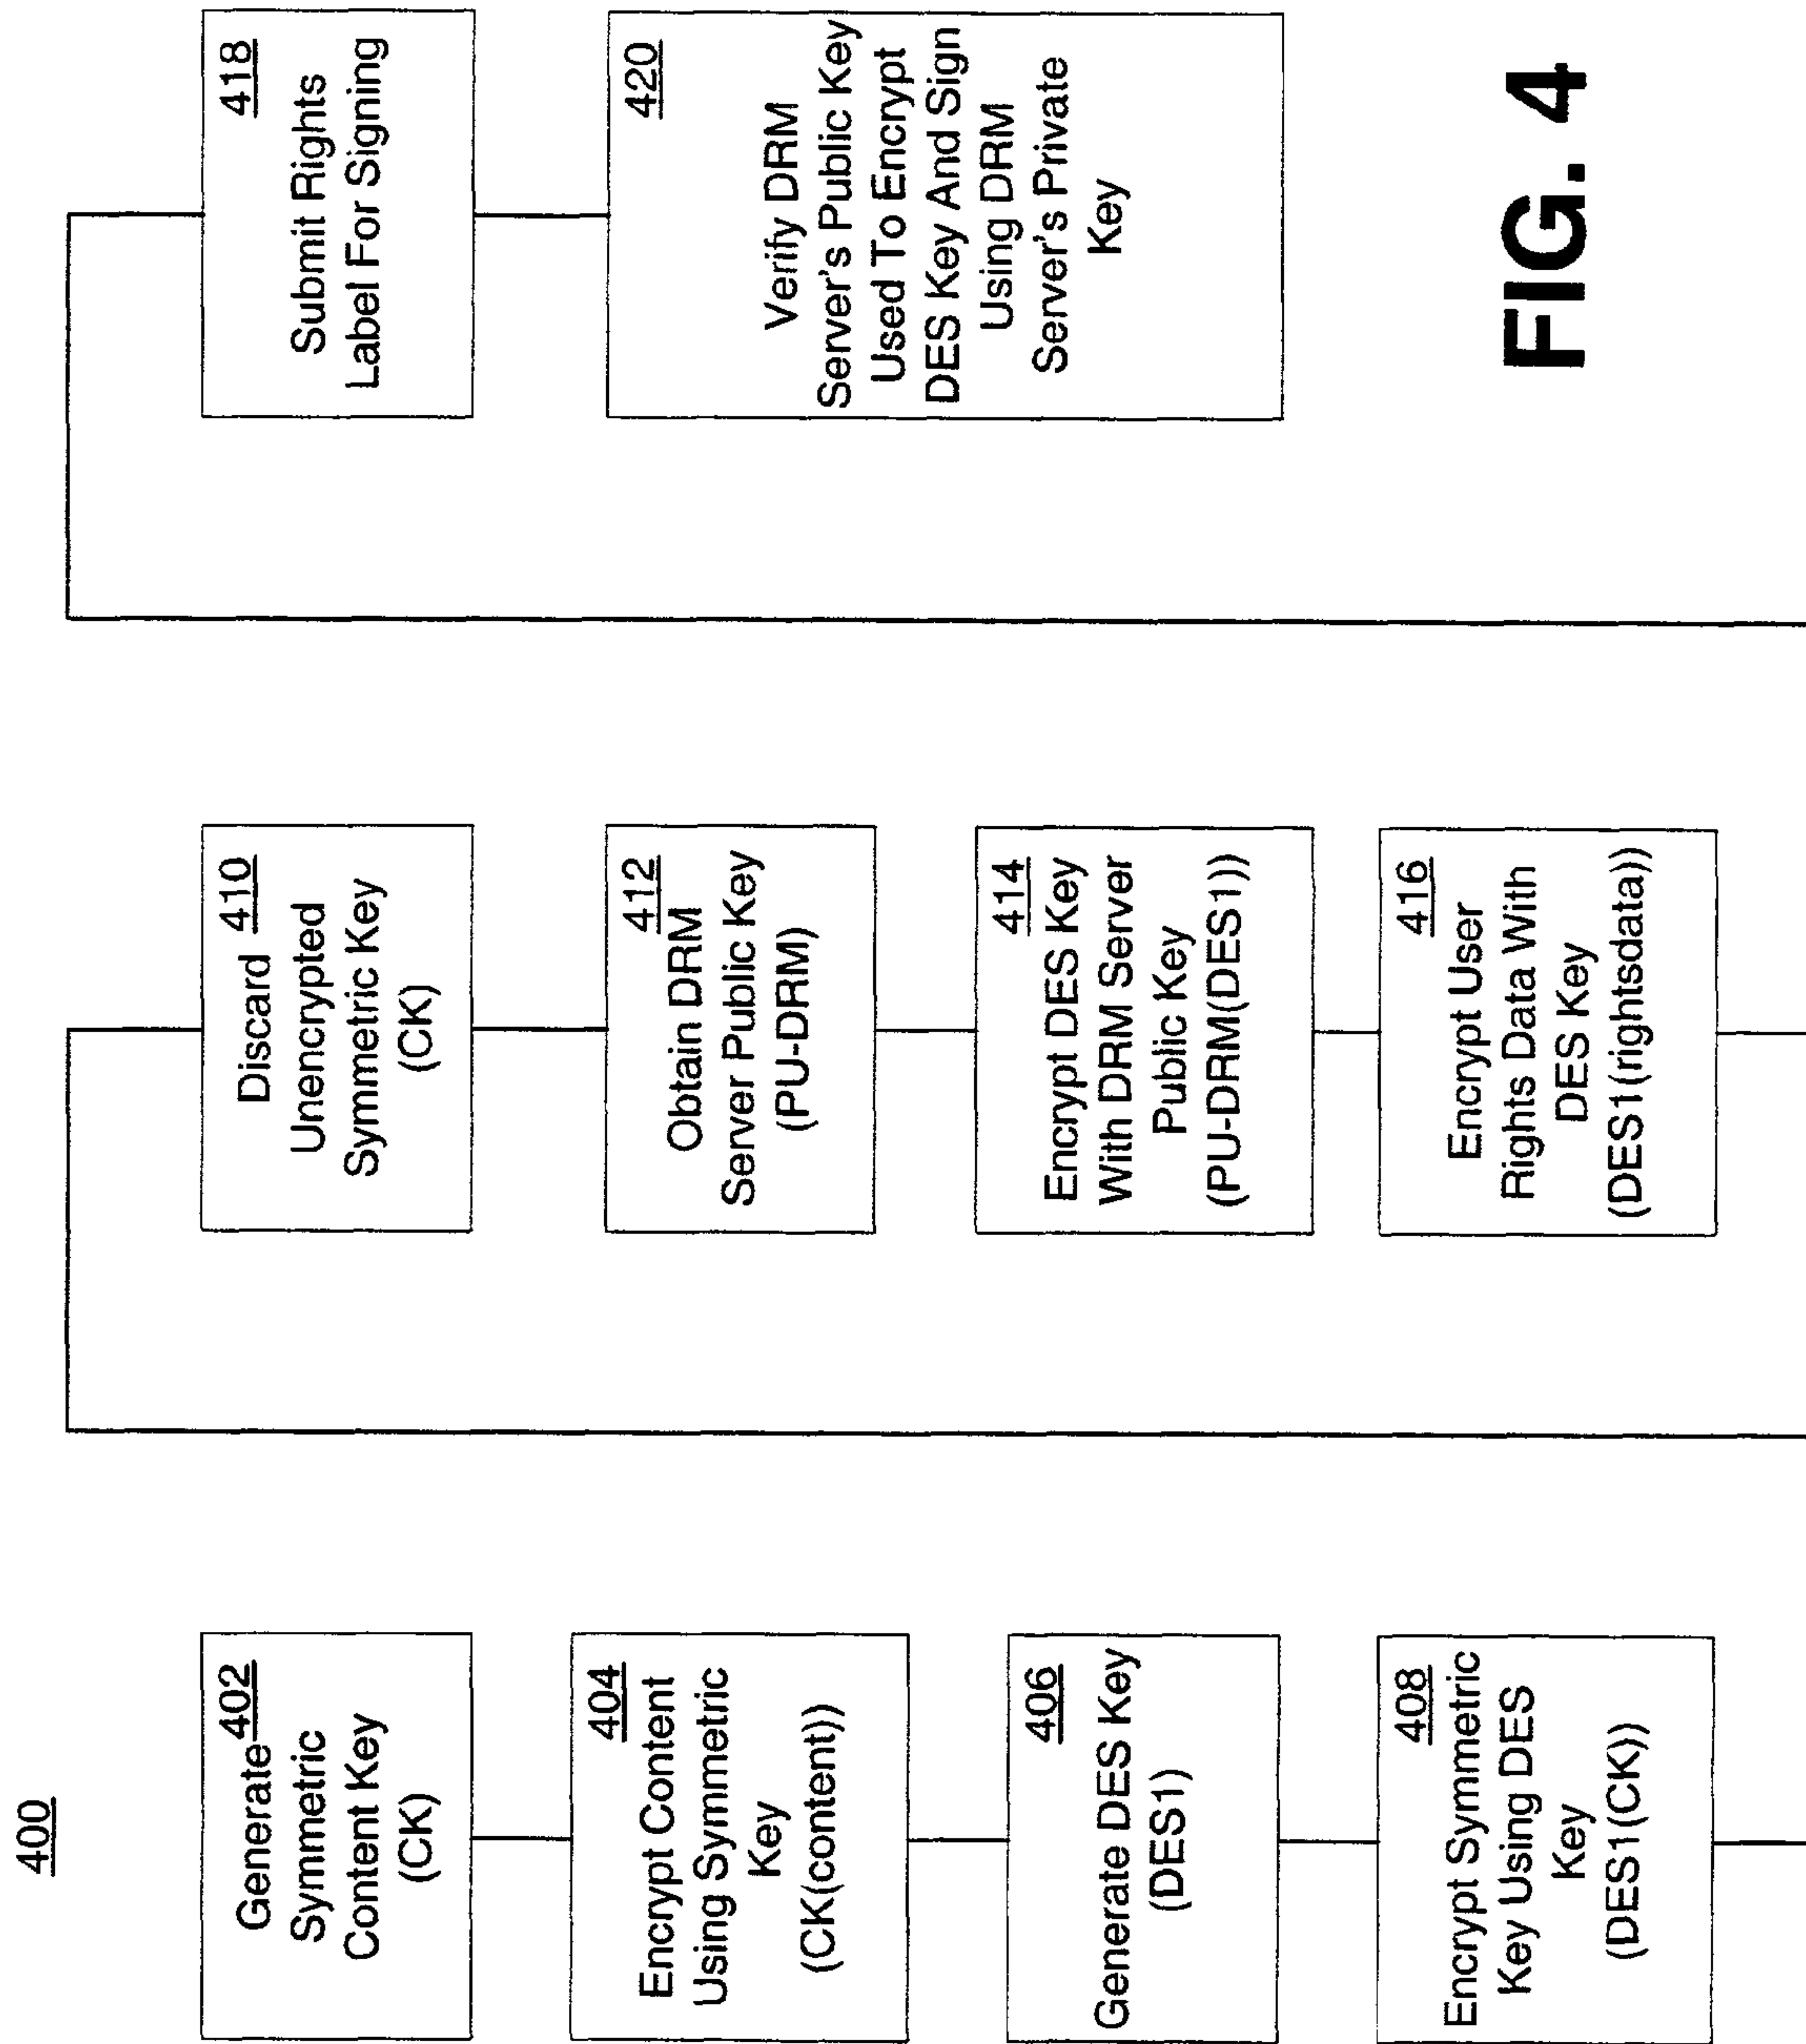 400
402
Generate
Symmetric
Content Key
(CK)
404
Encrypt Content
Using Symmetric
Key
(CK(content))
406
Generate DES Key
(DES1)
408
Encrypt Symmetric
Key Using DES
Key
(DES1(CK))
410
Discard
Unencrypted
Symmetric Key
(CK)
412
Obtain DRM
Server Public Key
(PU-DRM)
414
Encrypt DES Key
With DRM Server
Public Key
(PU-DRM(DES1))
416
Encrypt User
Rights Data With
DES Key
(DES1(rightsdata))
418
Submit Rights
Label For Signing
420
Verify DRM
Server's Public Key
Used To Encrypt
DES Key And Sign
Using DRM
Server's Private
Key
FIG. 4